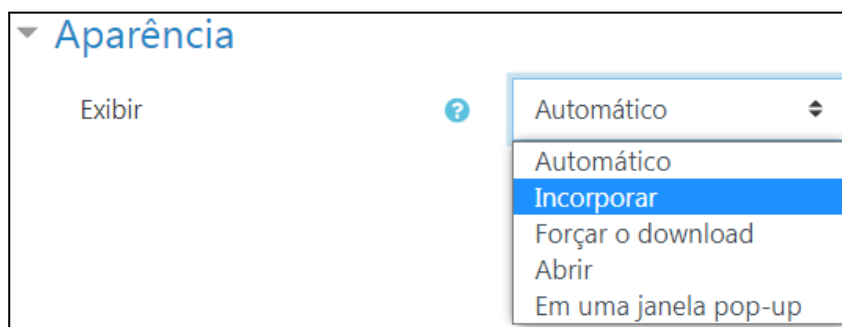 Aparência
Exibir
Automático
Automático
Incorporar
Forçar o download
Abrir
Em uma janela pop-up